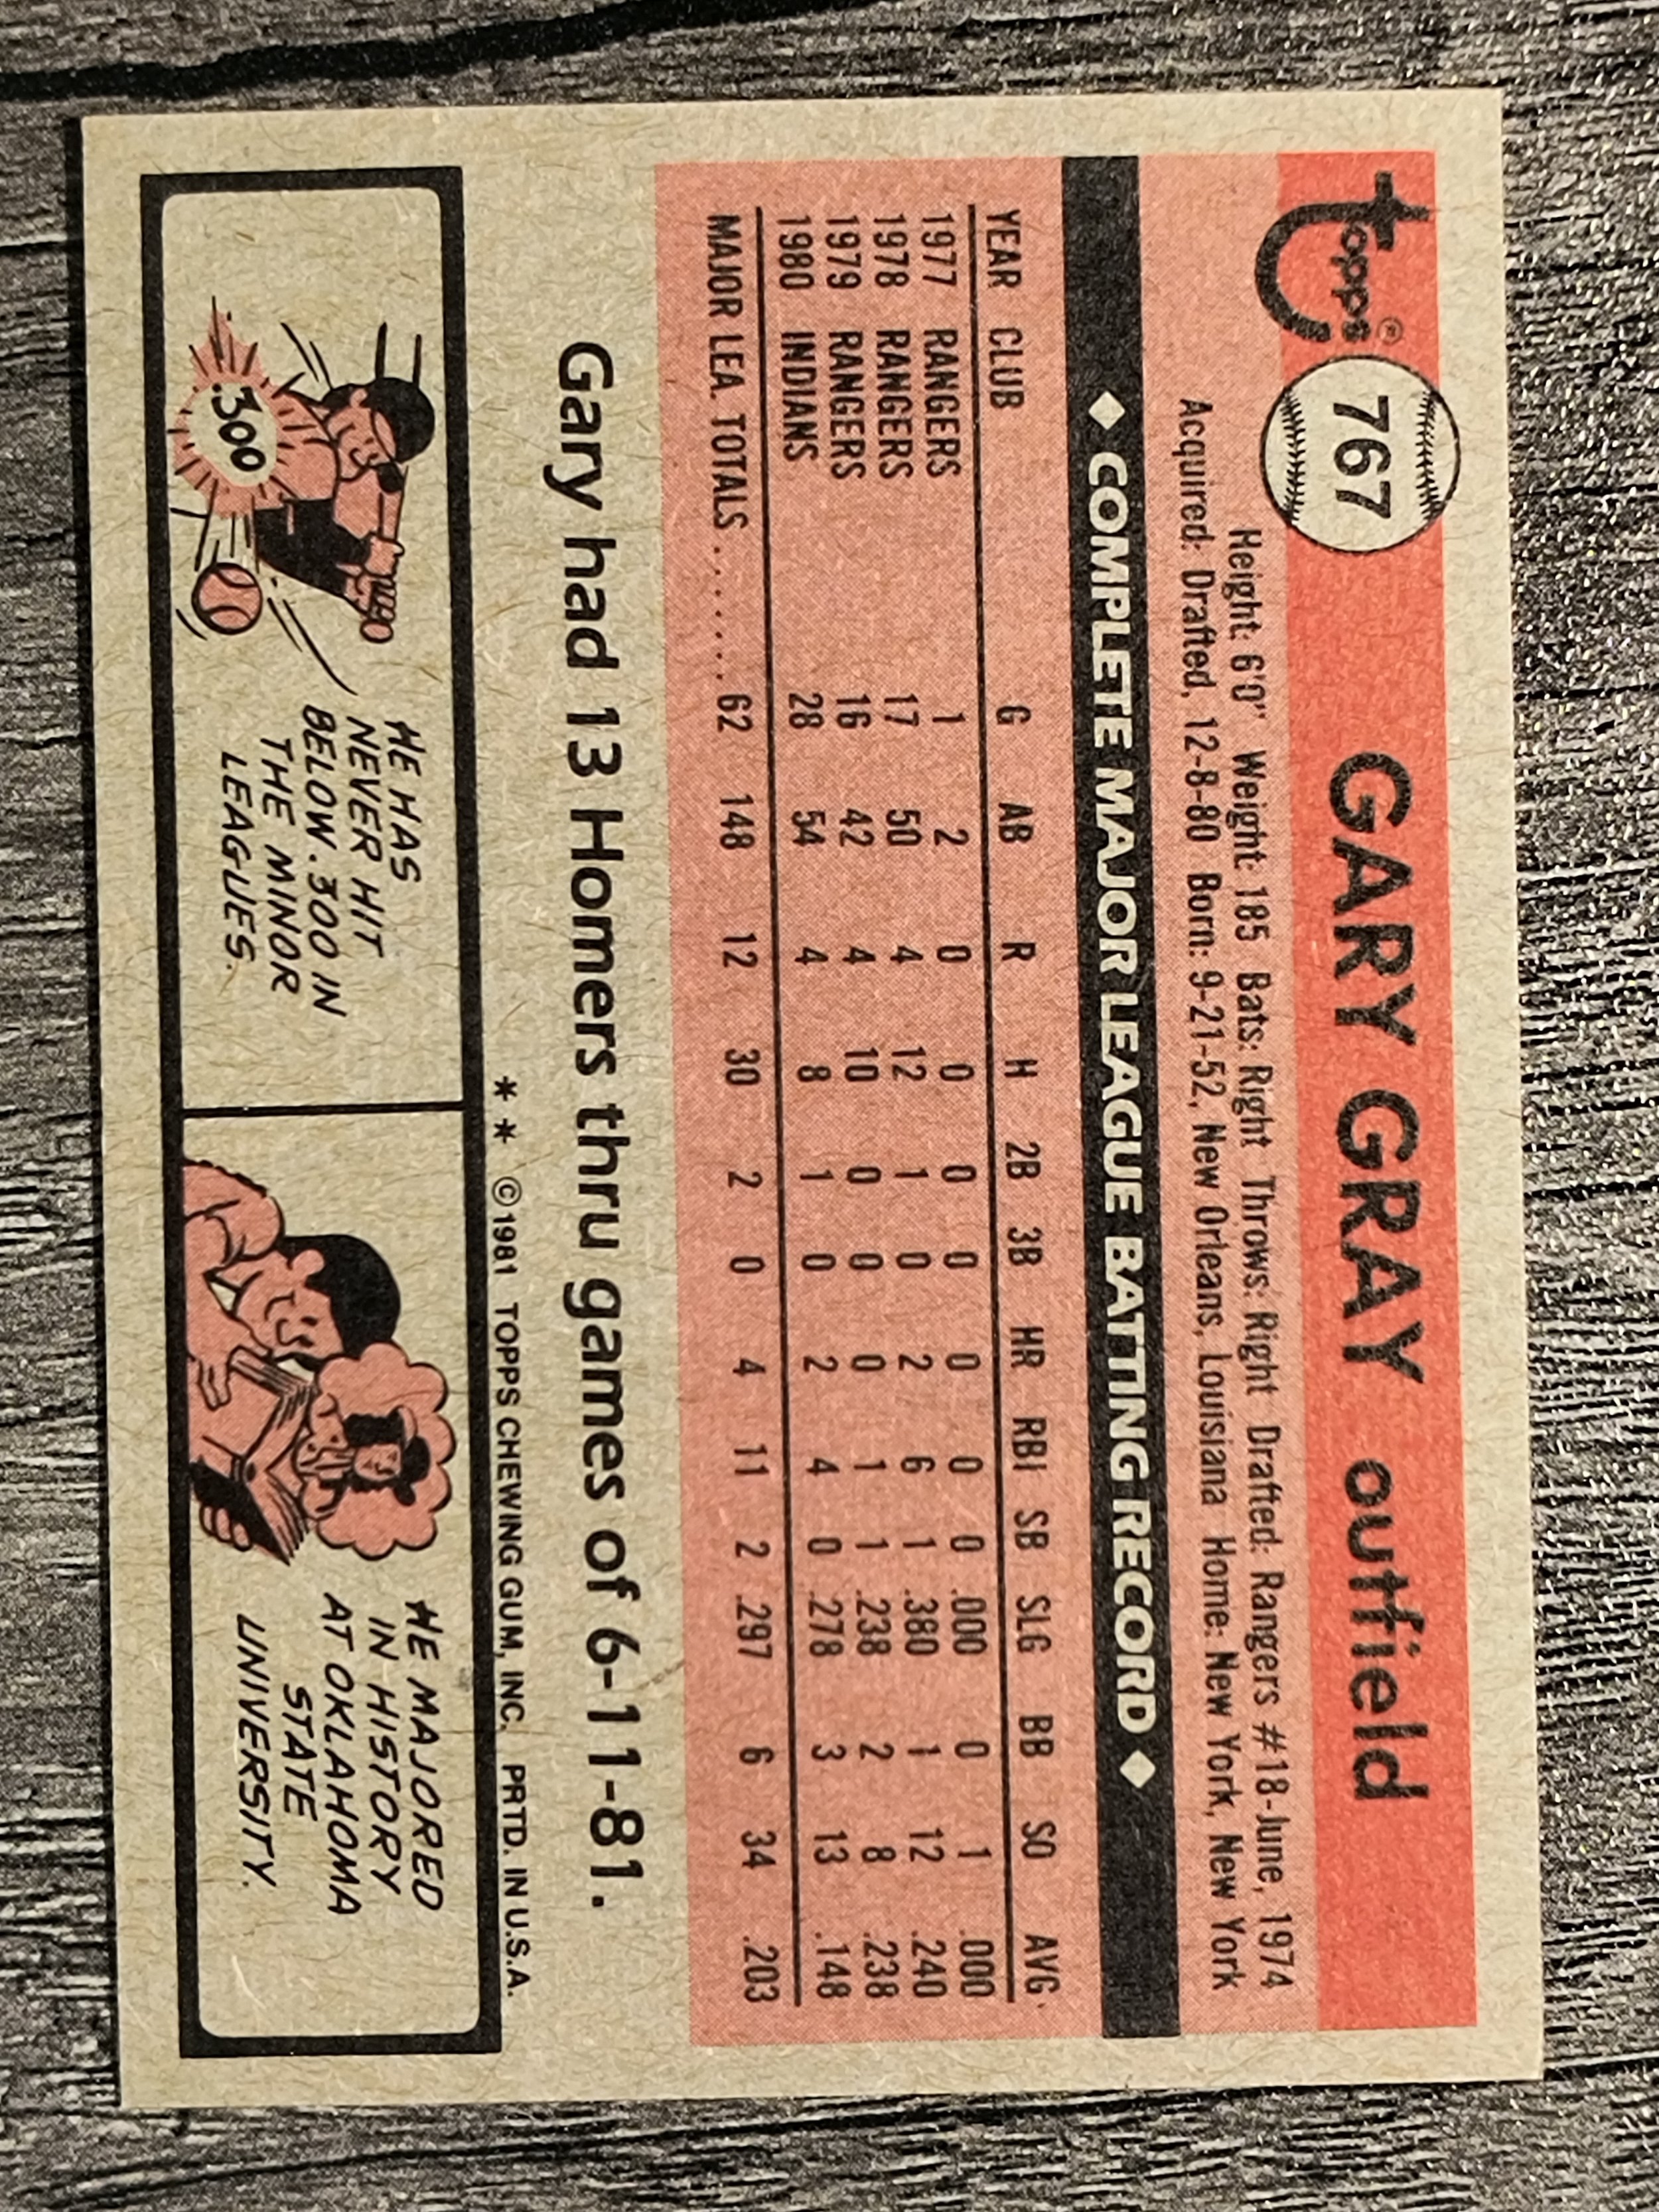 topps®
767
GARY GRAY outfield
Height: 6'0" Weight: 185 Bats: Right Throws: Right Drafted: Rangers #18-June, 1974
Acquired: Drafted, 12-8-80 Born: 9-21-52, New Orleans, Louisiana Home: New York, New York
◆ COMPLETE MAJOR LEAGUE BATTING RECORD ◆
YEAR CLUB G AB R H 2B 3B HR RBI SB SLG BB SO AVG.
1977 RANGERS 1 2 0 0 0 0 0 0 0 .000 0 1 .000
1978 RANGERS 17 50 4 12 1 0 2 6 1 .380 1 12 .240
1979 RANGERS 16 42 4 10 0 0 0 1 1 .238 2 8 .238
1980 INDIANS 28 54 4 8 1 0 2 4 0 .278 3 13 .148
MAJOR LEA. TOTALS ........ 62 148 12 30 2 0 4 11 2 .297 6 34 .203
Gary had 13 Homers thru games of 6-11-81.
** © 1981 TOPPS CHEWING GUM, INC. PRTD. IN U.S.A.
.300
HE HAS
NEVER HIT
BELOW .300 IN
THE MINOR
LEAGUES.
HE MAJORED
IN HISTORY
AT OKLAHOMA
STATE
UNIVERSITY.